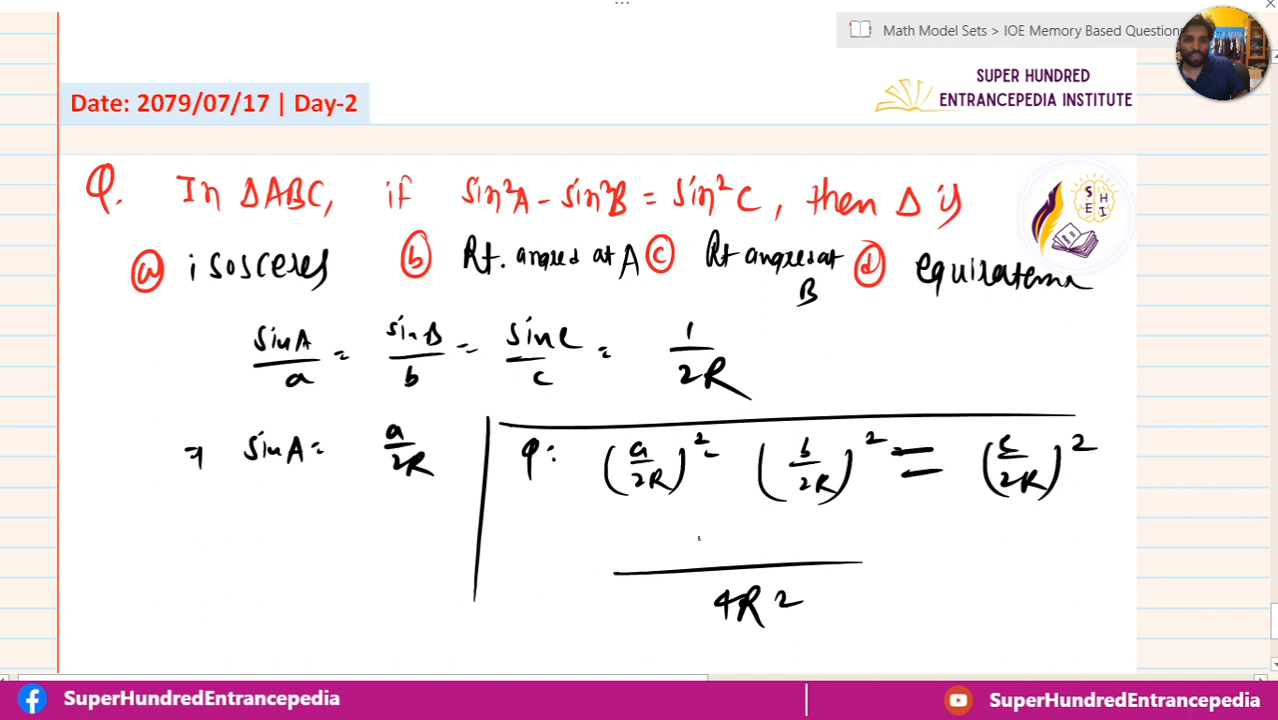 ...
Math Model Sets > IOE Memory Based Questions
SUPER HUNDRED
ENTRANCEPEDIA INSTITUTE
Date: 2079/07/17 | Day-2
Q. In ΔABC, if sin²A - sin²B = sin²C, then Δ is
S H
E I
(a) isosceles (b) Rt. angled at A (c) Rt angled at B (d) equilateral
sinA/a = sinB/b = sinC/c = 1/2R
⇒ sinA = a/2R | φ: (a/2R)² - (b/2R)² = (c/2R)²
4R²
SuperHundredEntrancepedia
SuperHundredEntrancepedia